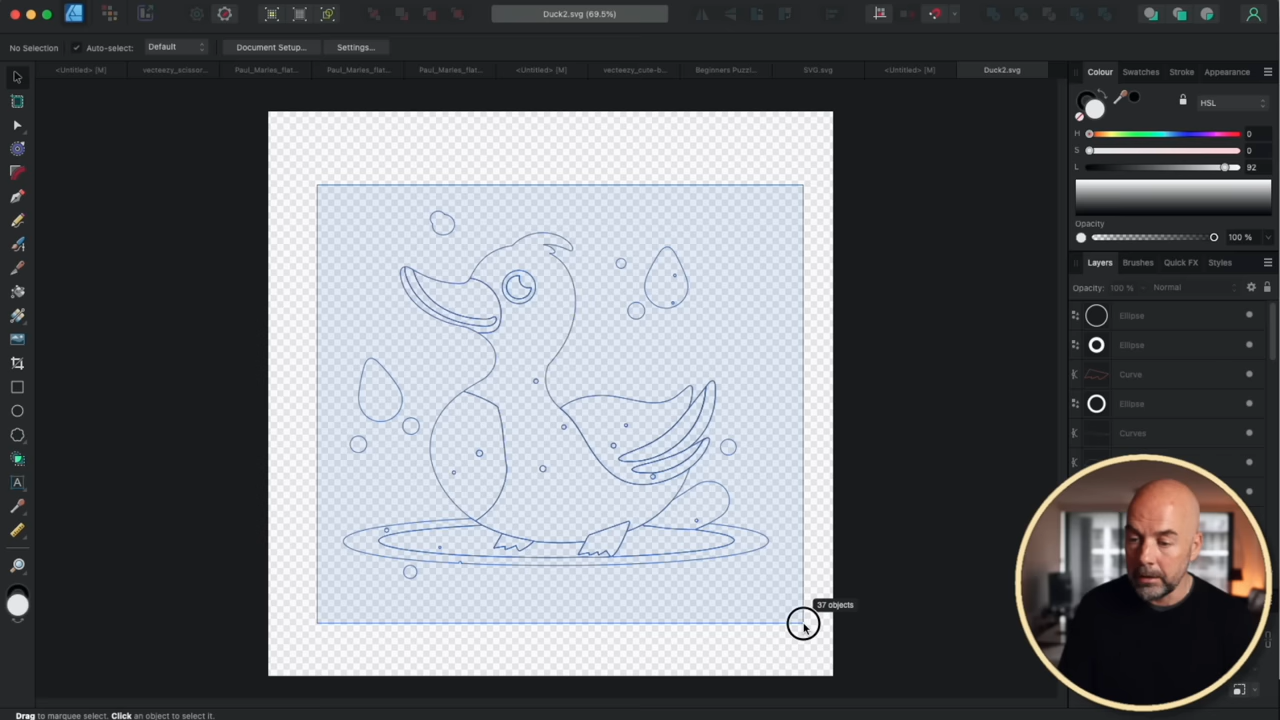 Duck2.svg (69.5%)
No Selection
Auto-select:
Default
Document Setup...
Settings...
<Untitled> [M]
vecteezy_scissor...
Paul_Maries_flat...
Paul_Maries_flat...
Paul_Maries_flat...
<Untitled> [M]
vecteezy_cute-b...
Beginners Puzzl...
SVG.svg
<Untitled> [M]
Duck2.svg
Colour
Swatches
Stroke
Appearance
HSL
H
0
S
0
L
92
Opacity
100 %
Layers
Brushes
Quick FX
Styles
Opacity:
100 %
Normal
Ellipse
Ellipse
Curve
Ellipse
Curves
37 objects
A
Drag to marquee select. Click an object to select it.